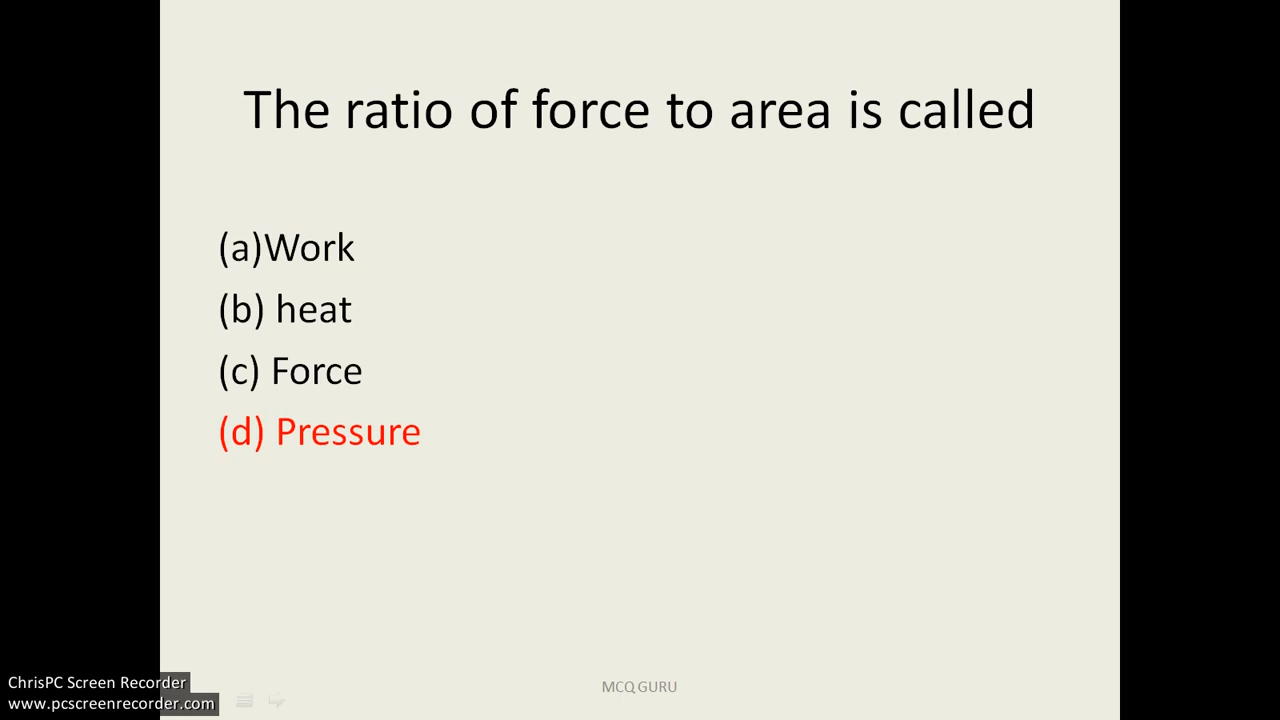 The ratio of force to area is called
(a)Work
(b) heat
(c) Force
(d) Pressure
MCQ GURU
ChrisPC Screen Recorder
www.pcscreenrecorder.com